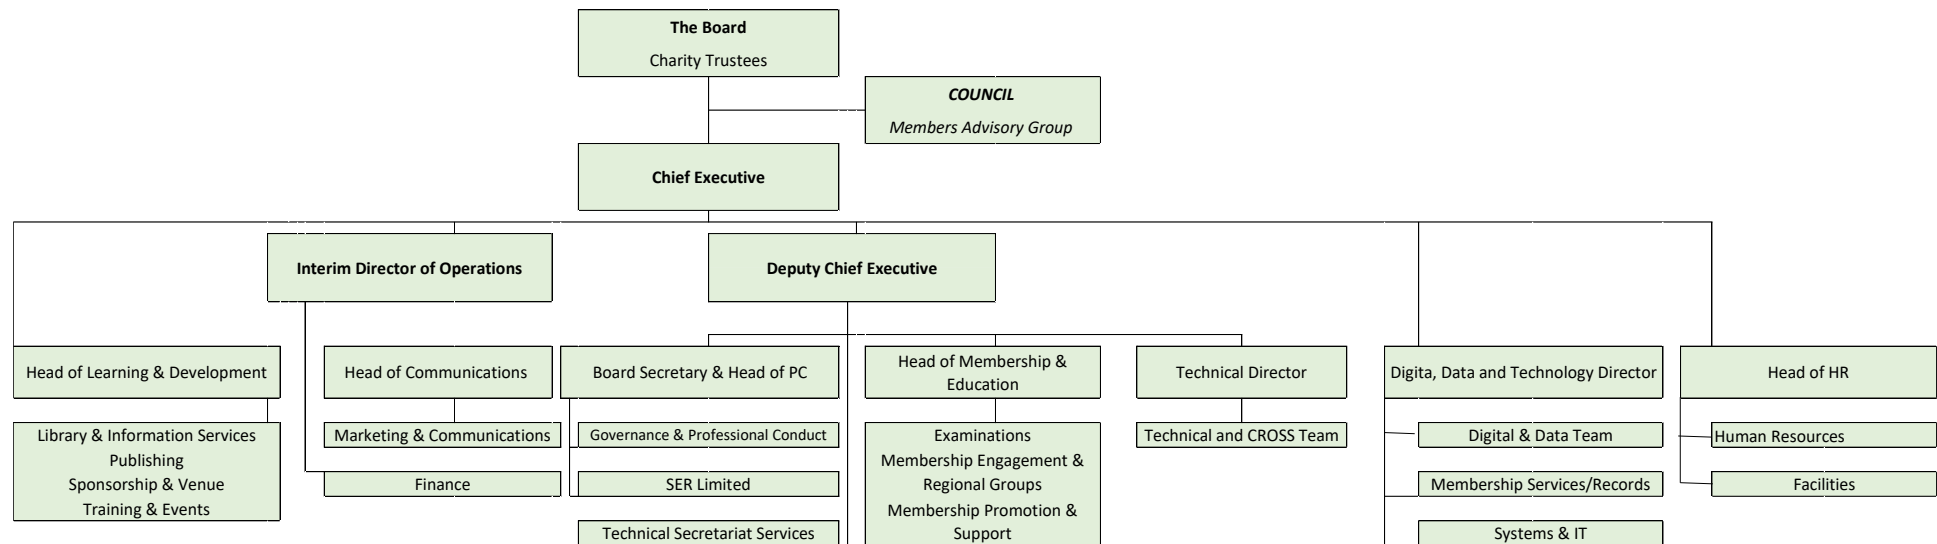 The Board
Charity Trustees
COUNCIL
Members Advisory Group
Chief Executive
Interim Director of Operations
Deputy Chief Executive
Head of Learning & Development
Head of Communications
Board Secretary & Head of PC
Head of Membership &
Education
Technical Director
Digita, Data and Technology Director
Head of HR
Library & Information Services
Publishing
Sponsorship & Venue
Training & Events
Marketing & Communications
Finance
Governance & Professional Conduct
SER Limited
Technical Secretariat Services
Examinations
Membership Engagement &
Regional Groups
Membership Promotion &
Support
Technical and CROSS Team
Digital & Data Team
Membership Services/Records
Systems & IT
Human Resources
Facilities